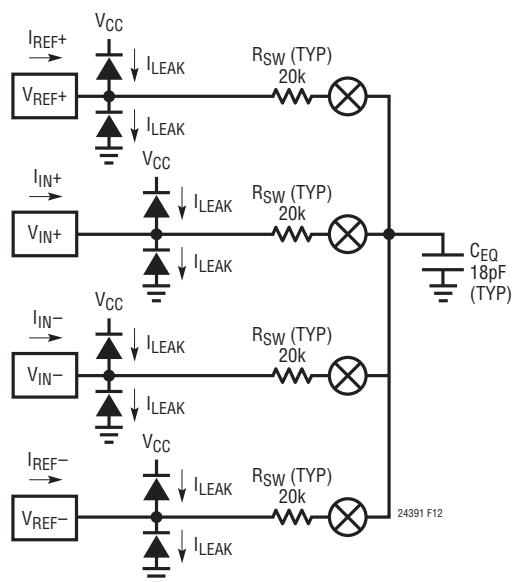 VCC
IREF+
ILEAK
RSW (TYP)
20k
VREF+
ILEAK
VCC
IIN+
ILEAK
RSW (TYP)
20k
VIN+
ILEAK
CEQ
18pF
(TYP)
VCC
IIN−
ILEAK
RSW (TYP)
20k
VIN−
ILEAK
VCC
IREF−
ILEAK
RSW (TYP)
20k
VREF−
ILEAK
24391 F12